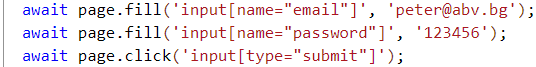 await page.fill('input[name="email"]', 'peter@abv.bg');
await page.fill('input[name="password"]', '123456');
await page.click('input[type="submit"]');